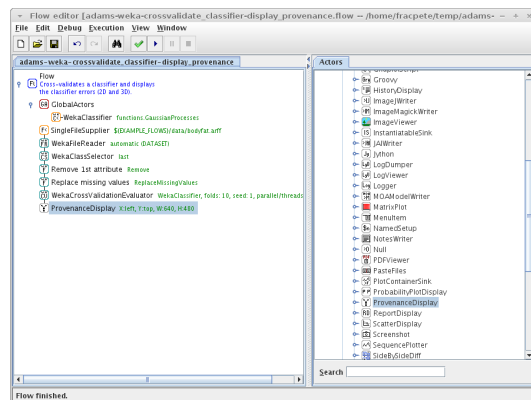 Flow editor [adams-weka-crossvalidate_classifier-display_provenance.flow -- /home/fracpete/temp/adams-
File Edit Debug Execution View Window
adams-weka-crossvalidate_classifier-display_provenance
Flow
Cross-validates a classifier and displays
the classifier errors (2D and 3D).
GlobalActors
WekaClassifier functions.GaussianProcesses
SingleFileSupplier ${EXAMPLE_FLOWS}/data/bodyfat.arff
WekaFileReader automatic (DATASET)
WekaClassSelector last
Remove 1st attribute Remove
Replace missing values ReplaceMissingValues
WekaCrossValidationEvaluator WekaClassifier, folds: 10, seed: 1, parallel/threads
ProvenanceDisplay X:left, Y:top, W:640, H:480
Actors
Groovy
HistoryDisplay
ImageJWriter
ImageMagickWriter
ImageViewer
InstantiatableSink
JAIWriter
Jython
LogDumper
LogViewer
Logger
MOAModelWriter
MatrixPlot
MenuItem
NamedSetup
NotesWriter
Null
PDFViewer
PasteFiles
PlotContainerSink
ProbabilityPlotDisplay
ProvenanceDisplay
ReportDisplay
ScatterDisplay
Screenshot
SequencePlotter
SideBySideDiff
Search
Flow finished.